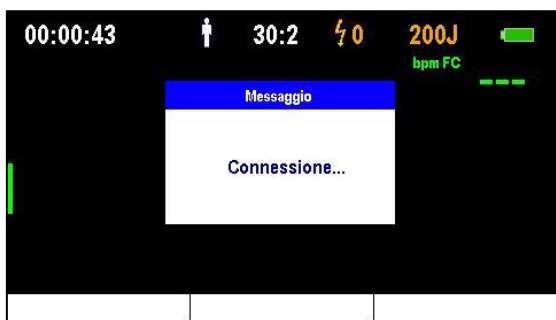 00:00:43 30:2 0 200J
bpm FC
---
Messaggio
Connessione...